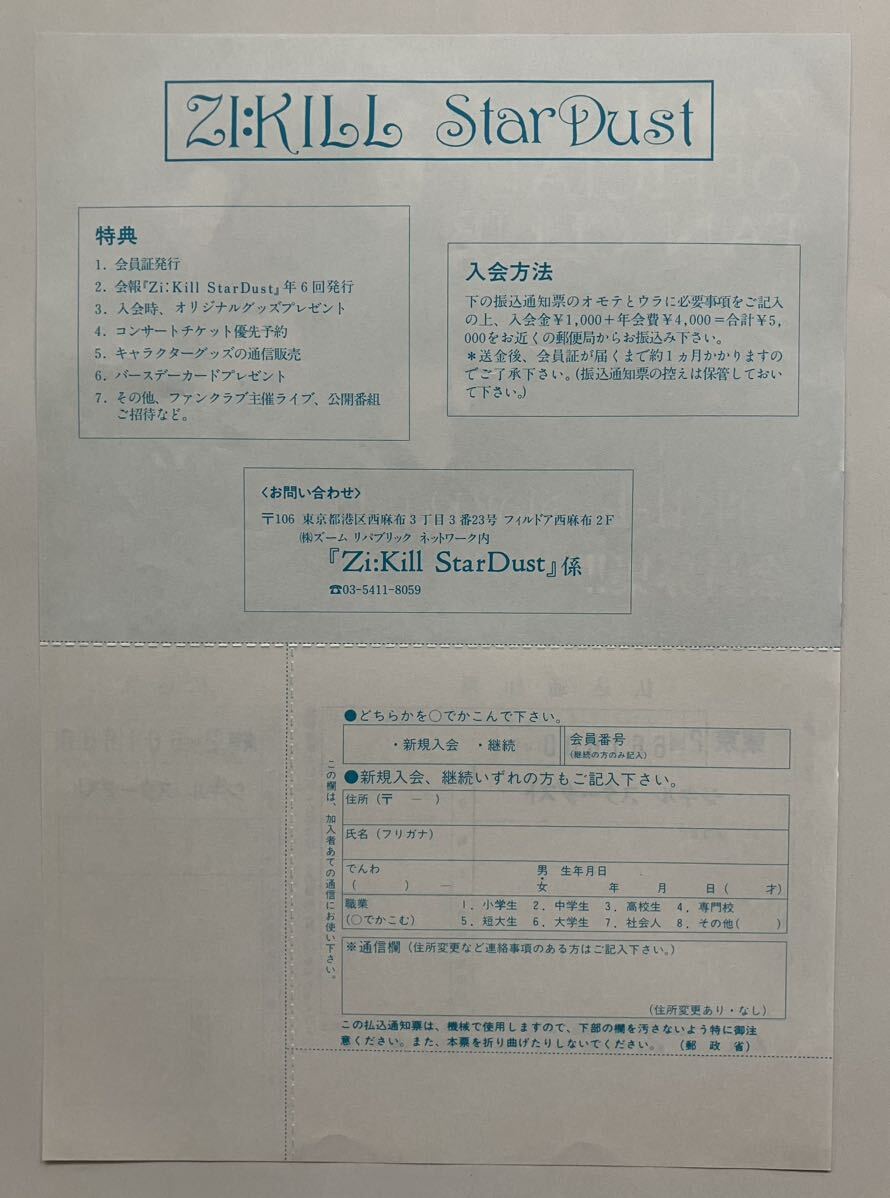 ZI:KILL StarDust
特典
1. 会員証発行
2. 会報『Zi:Kill StarDust』年6回発行
3. 入会時、オリジナルグッズプレゼント
4. コンサートチケット優先予約
5. キャラクターグッズの通信販売
6. バースデーカードプレゼント
7. その他、ファンクラブ主催ライブ、公開番組
ご招待など。
入会方法
下の振込通知票のオモテとウラに必要事項をご記入
の上、入会金¥1,000+年会費¥4,000=合計¥5,
000をお近くの郵便局からお振込み下さい。
*送金後、会員証が届くまで約1ヵ月かかりますの
でご了承下さい。(振込通知票の控えは保管しておい
て下さい。)
〈お問い合わせ〉
〒106 東京都港区西麻布3丁目3番23号 フィルドア西麻布2F
㈱ズーム リパブリック ネットワーク内
『Zi:Kill StarDust』係
☎03-5411-8059
●どちらかを○でかこんで下さい。
・新規入会 ・継続
会員番号
(継続の方のみ記入)
●新規入会、継続いずれの方もご記入下さい。
住所(〒 ― )
氏名(フリガナ)
でんわ
( ) ―
男・女
生年月日
年 月 日( 才)
職業
(○でかこむ)
1. 小学生 2. 中学生 3. 高校生 4. 専門校
5. 短大生 6. 大学生 7. 社会人 8. その他( )
※通信欄(住所変更など連絡事項のある方はご記入下さい。)
(住所変更あり・なし)
この欄は、加入者あての通信にお使い下さい。
この払込通知票は、機械で使用しますので、下部の欄を汚さないよう特に御注
意ください。また、本票を折り曲げたりしないでください。 (郵政省)